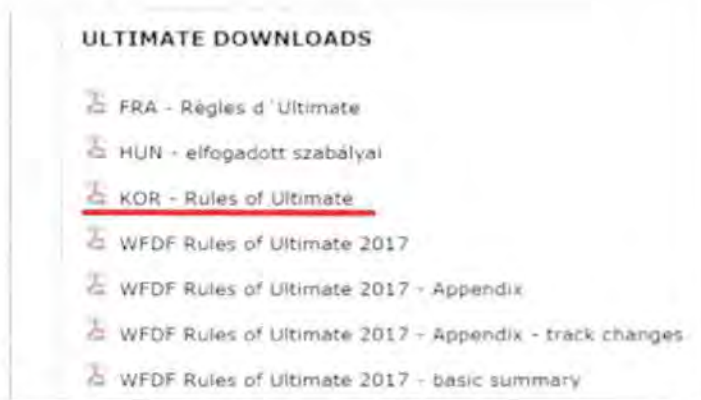 ULTIMATE DOWNLOADS
FRA - Règles d´Ultimate
HUN - elfogadott szabályai
KOR - Rules of Ultimate
WFDF Rules of Ultimate 2017
WFDF Rules of Ultimate 2017 - Appendix
WFDF Rules of Ultimate 2017 - Appendix - track changes
WFDF Rules of Ultimate 2017 - basic summary